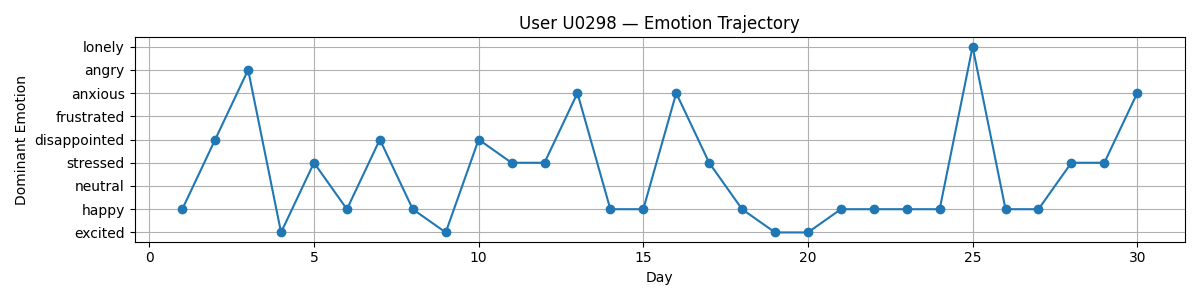 User U0298 — Emotion Trajectory
Dominant Emotion
lonely
angry
anxious
frustrated
disappointed
stressed
neutral
happy
excited
0 5 10 15 20 25 30
Day